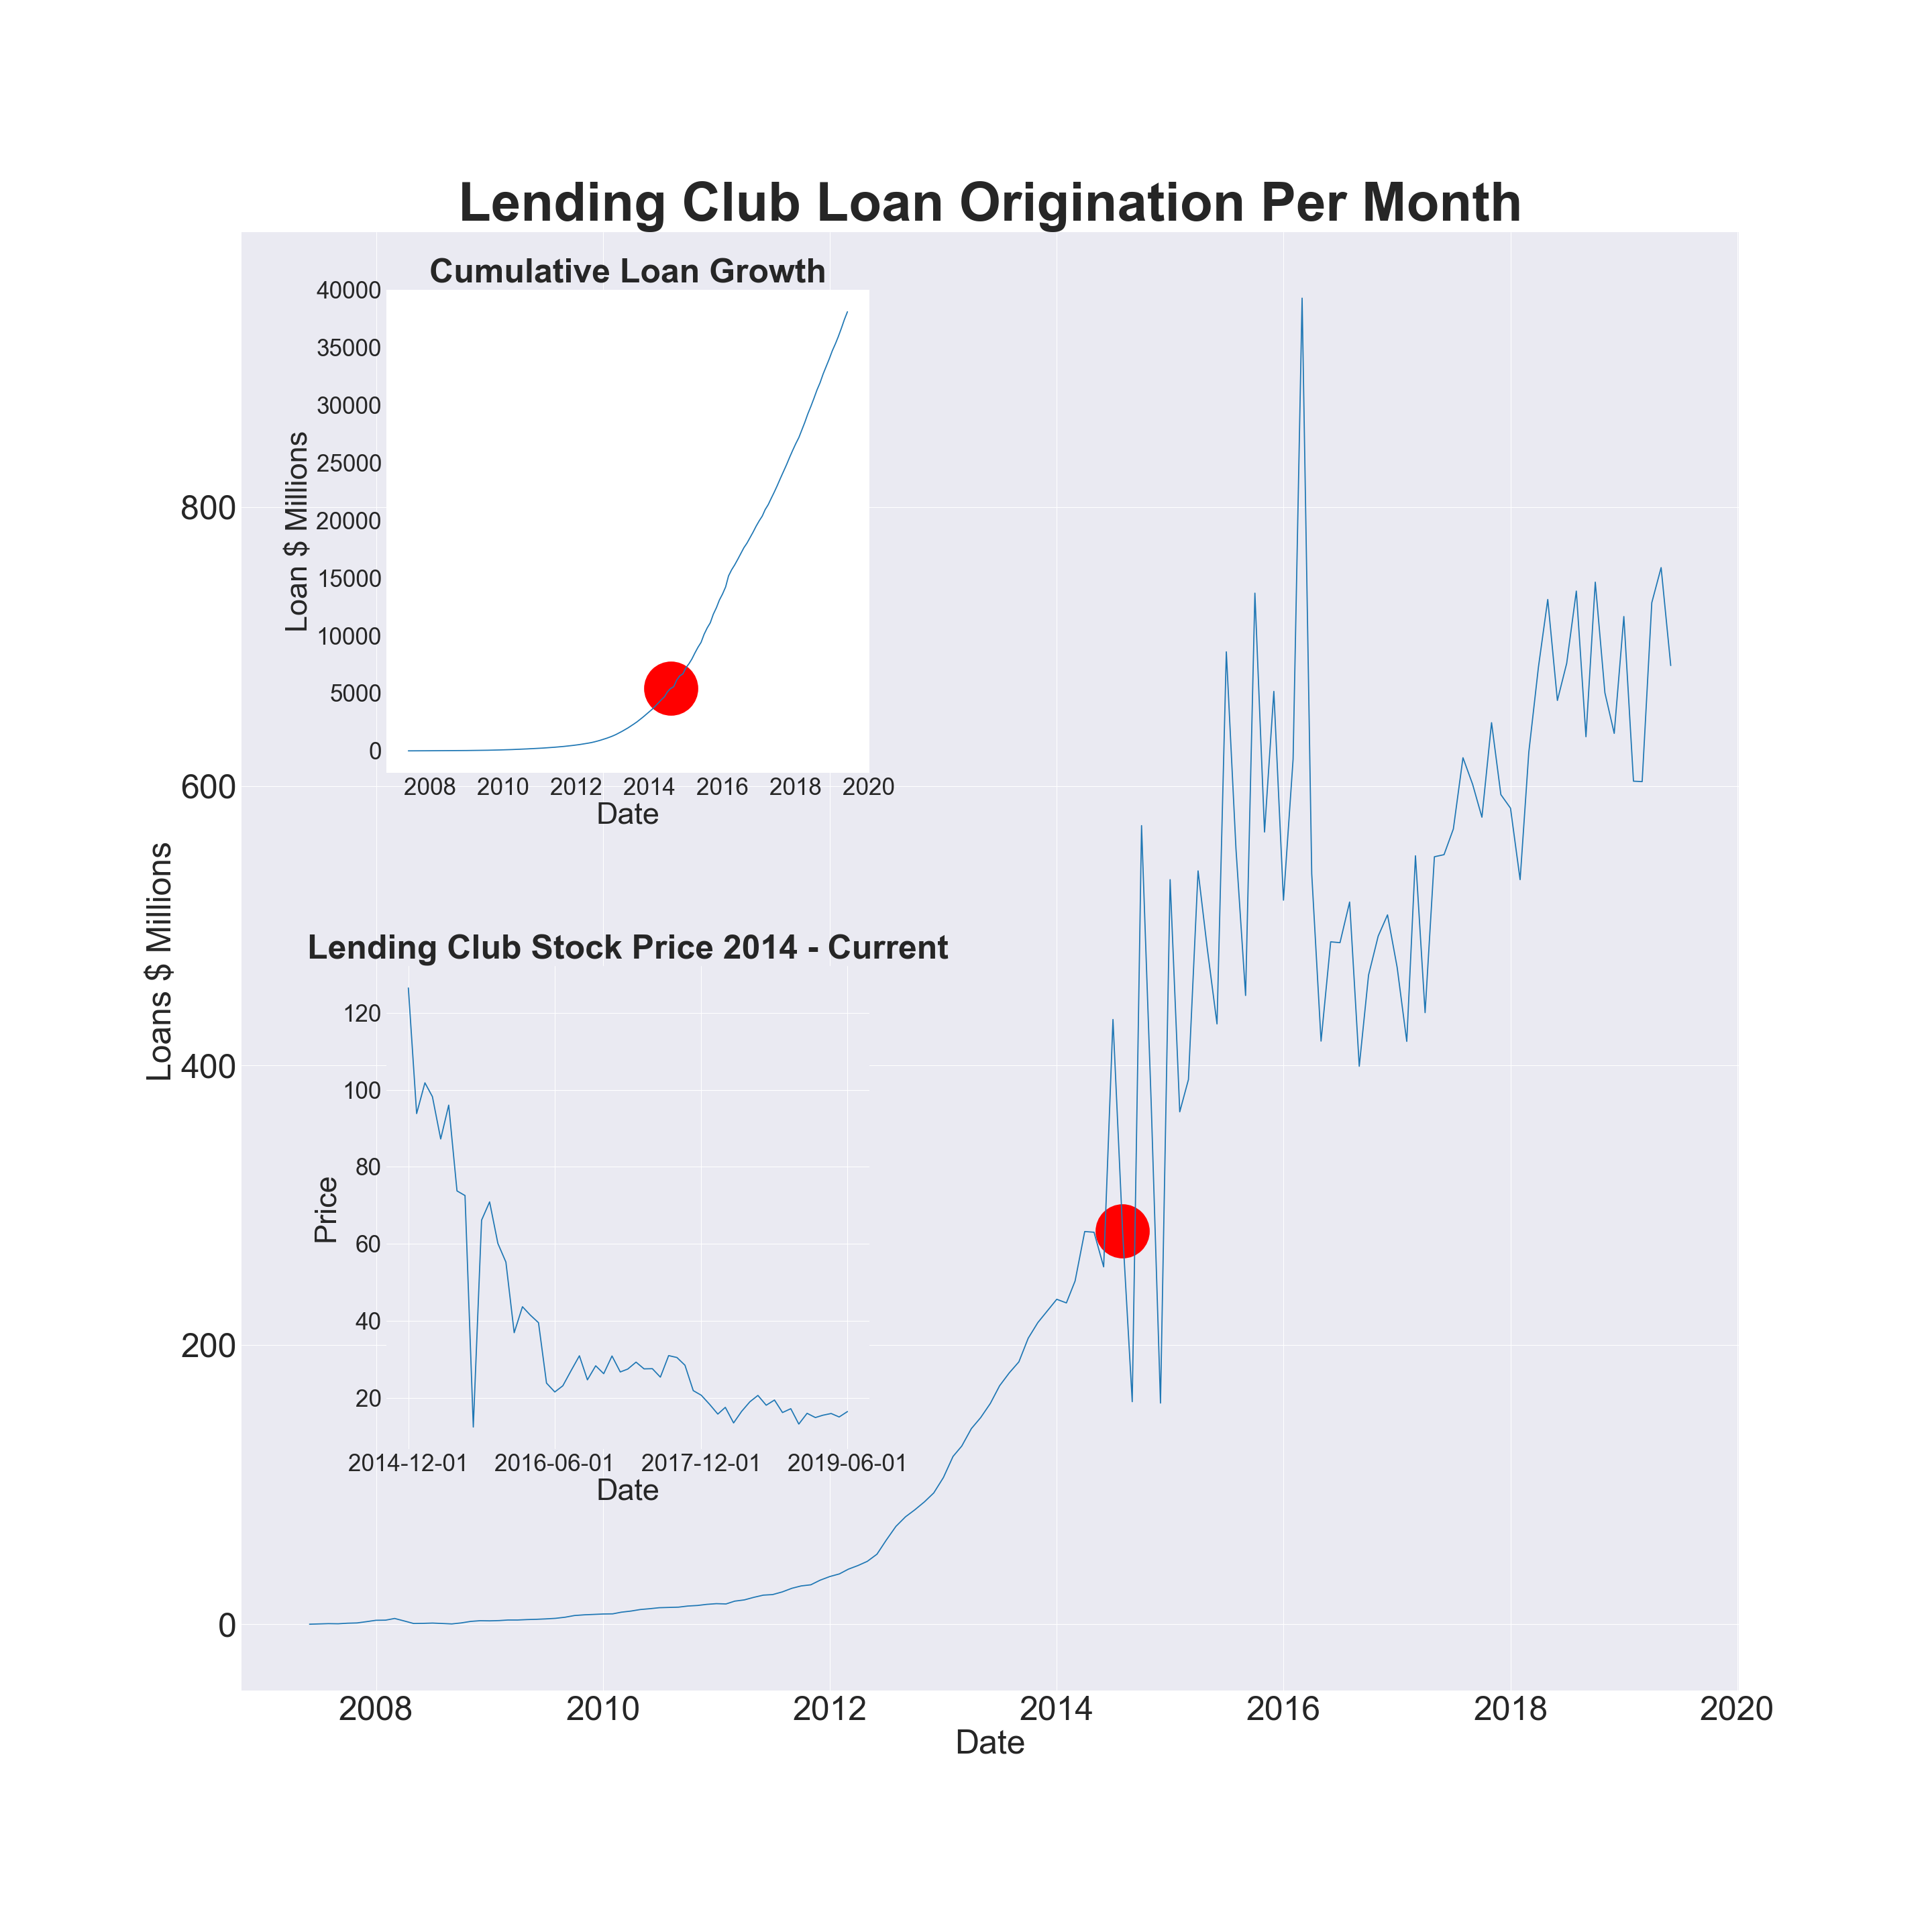 Lending Club Loan Origination Per Month
Cumulative Loan Growth
40000
35000
30000
25000
20000
15000
10000
5000
0
Loan $ Millions
2008 2010 2012 2014 2016 2018 2020
Date
Lending Club Stock Price 2014 - Current
120
100
80
60
40
20
Price
2014-12-01 2016-06-01 2017-12-01 2019-06-01
Date
800
600
400
200
0
Loans $ Millions
2008 2010 2012 2014 2016 2018 2020
Date